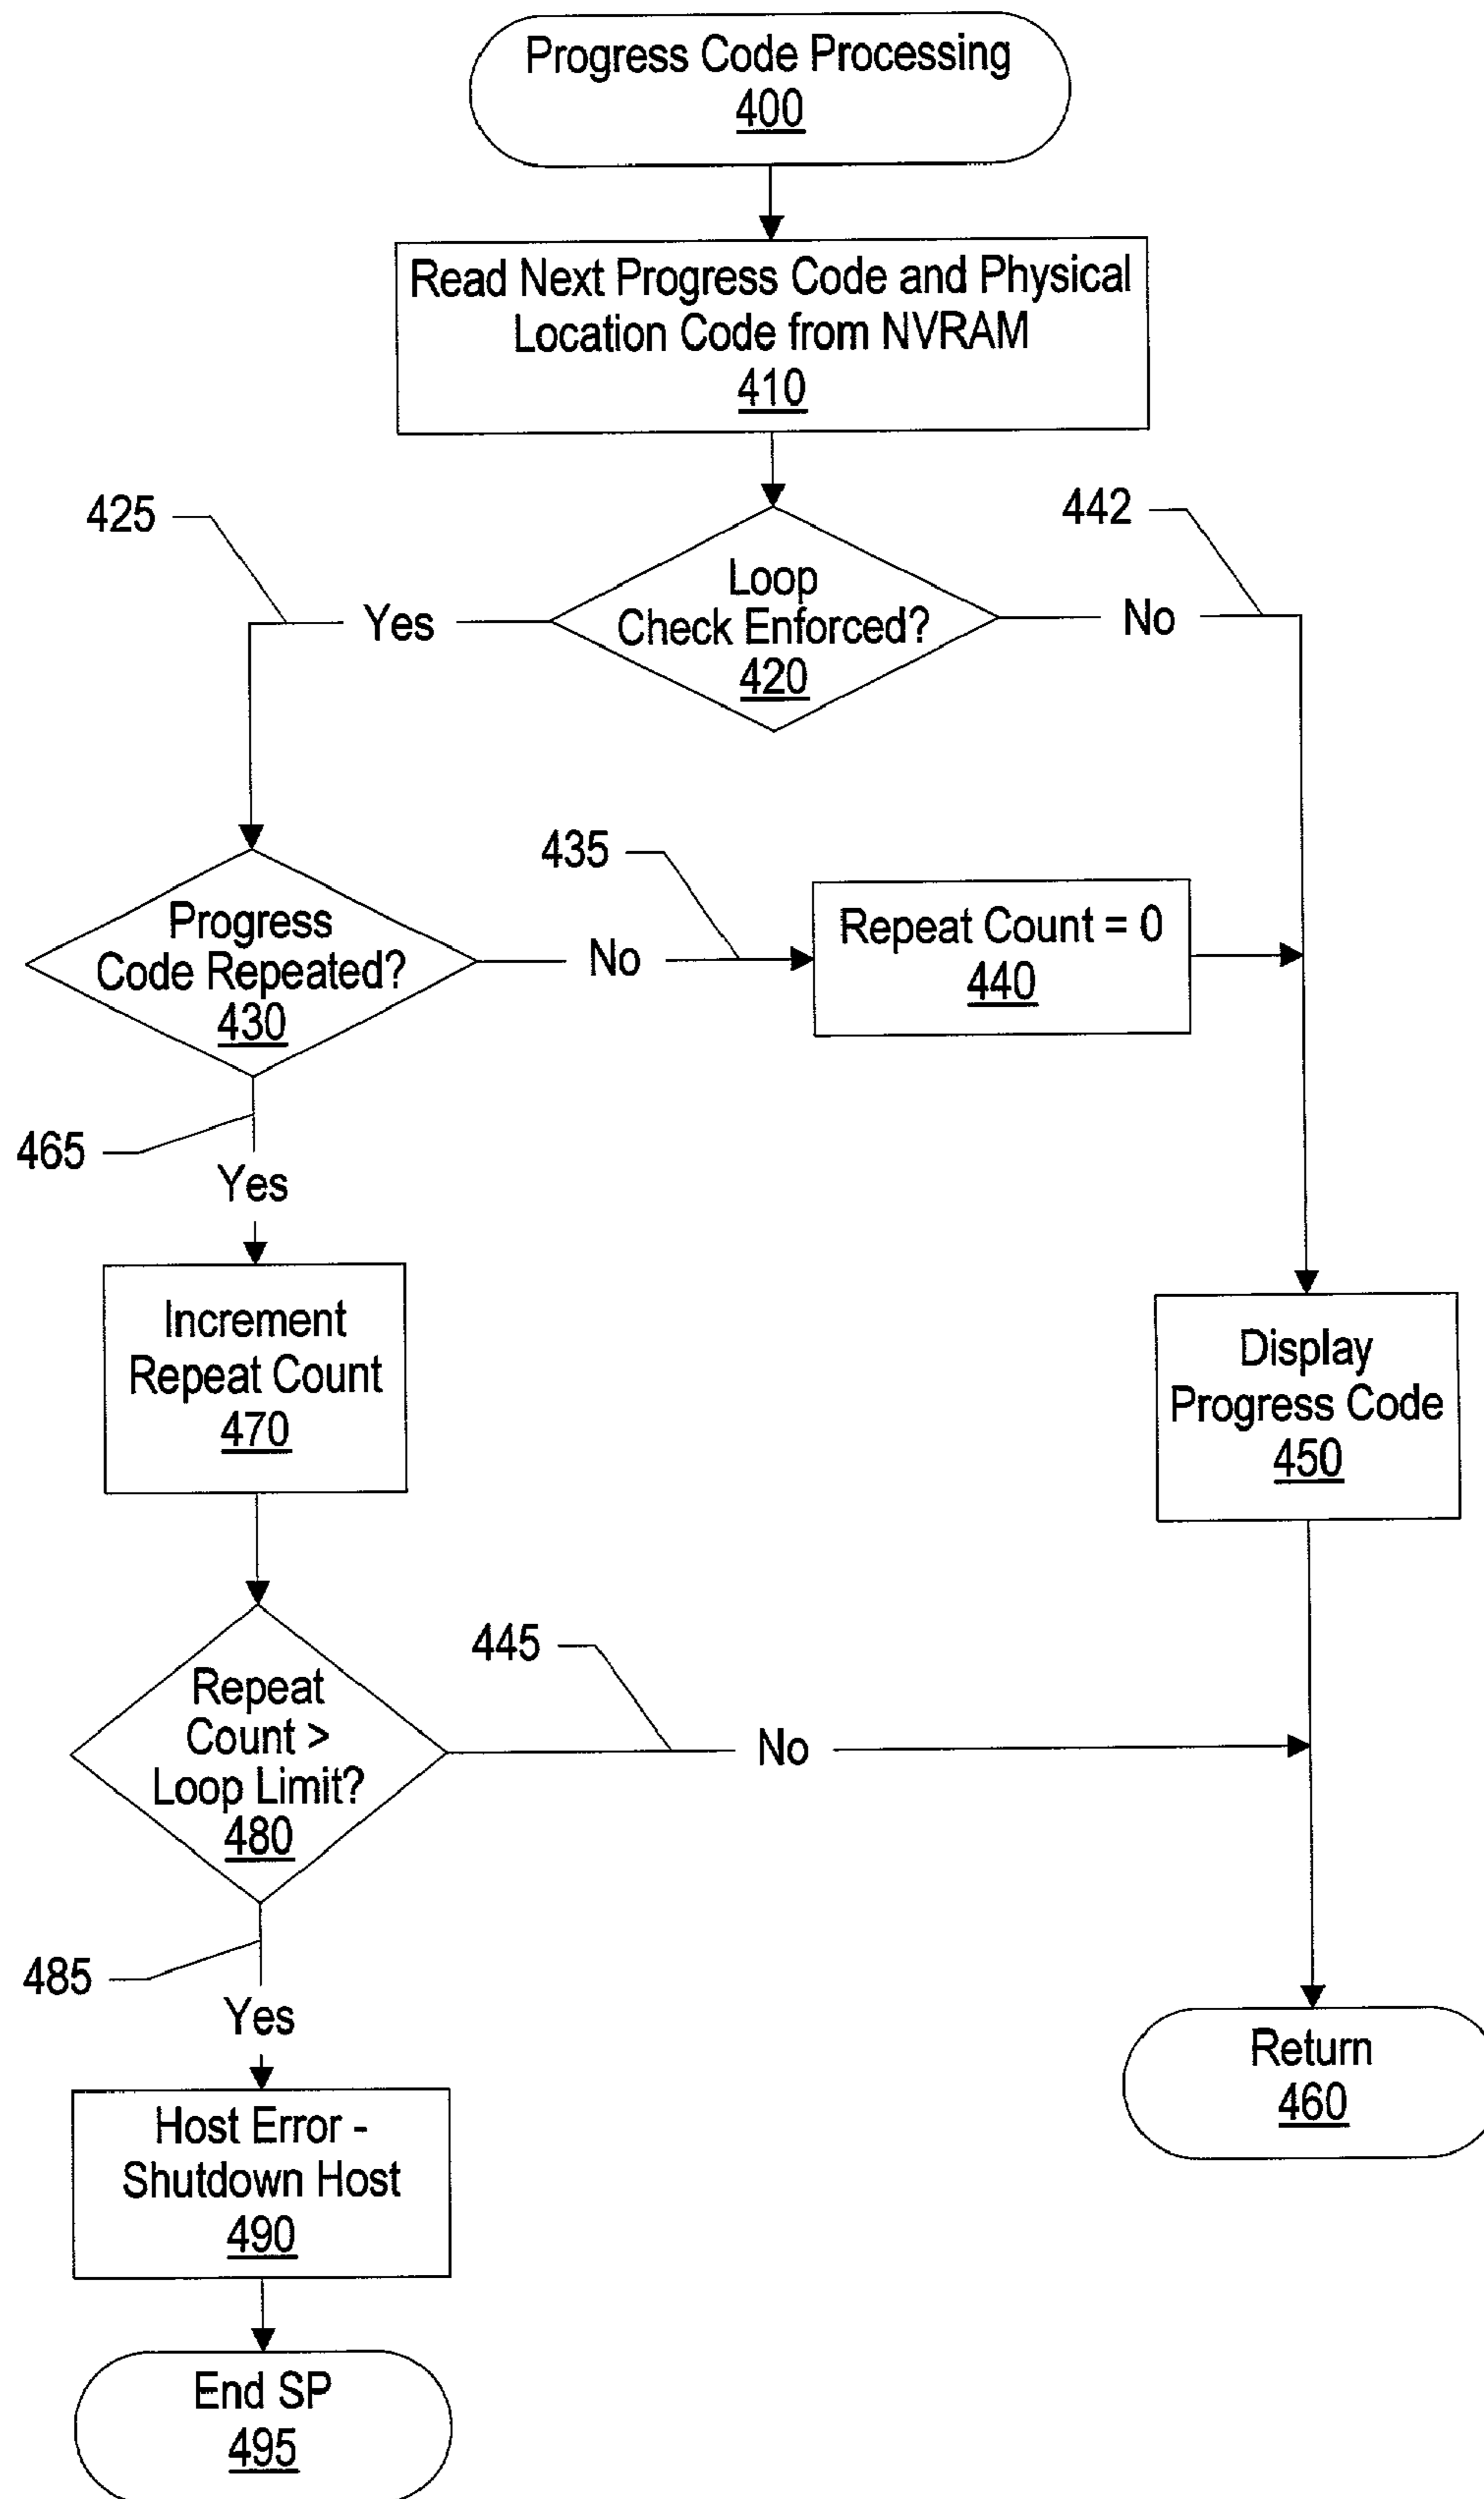 Progress Code Processing
400
Read Next Progress Code and Physical
Location Code from NVRAM
410
425
442
Loop
Check Enforced?
420
Yes
No
435
Progress
Code Repeated?
430
No
Repeat Count = 0
440
465
Yes
Increment
Repeat Count
470
Display
Progress Code
450
445
Repeat
Count >
Loop Limit?
480
No
485
Yes
Host Error -
Shutdown Host
490
Return
460
End SP
495